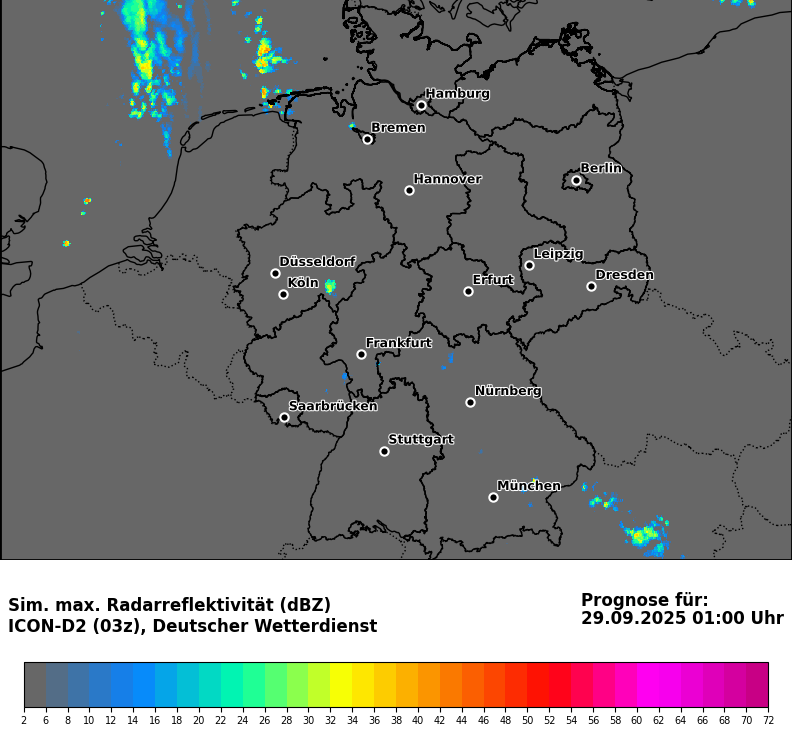 Hamburg
Bremen
Berlin
Hannover
Leipzig
Düsseldorf
Dresden
Köln
Erfurt
Frankfurt
Nürnberg
Saarbrücken
Stuttgart
München
Sim. max. Radarreflektivität (dBZ)
ICON-D2 (03z), Deutscher Wetterdienst
Prognose für:
29.09.2025 01:00 Uhr
2 6 8 10 12 14 16 18 20 22 24 26 28 30 32 34 36 38 40 42 44 46 48 50 52 54 56 58 60 62 64 66 68 70 72